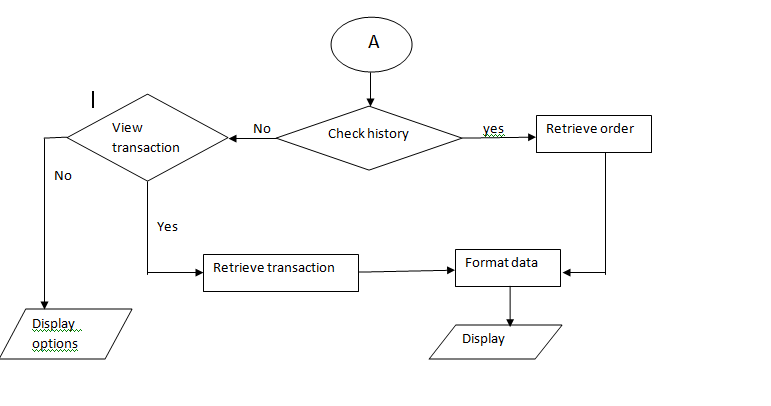 A
View
transaction
No
Check history
yes
Retrieve order
No
Yes
Retrieve transaction
Format data
Display
options
Display